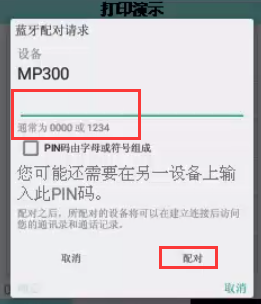 打印演示
蓝牙配对请求
设备
MP300
通常为 0000 或 1234
PIN码由字母或符号组成
您可能还需要在另一设备上输
入此PIN码。
配对之后，所配对的设备将可以在建立连接后访问
您的通讯录和通话记录。
取消
配对
取消